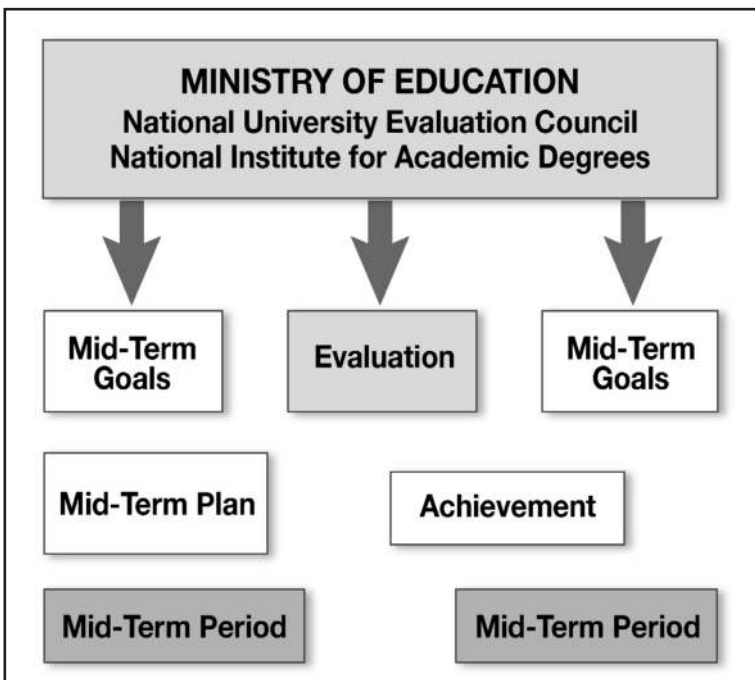 MINISTRY OF EDUCATION
National University Evaluation Council
National Institute for Academic Degrees
Mid-Term
Goals
Evaluation
Mid-Term
Goals
Mid-Term Plan
Achievement
Mid-Term Period
Mid-Term Period